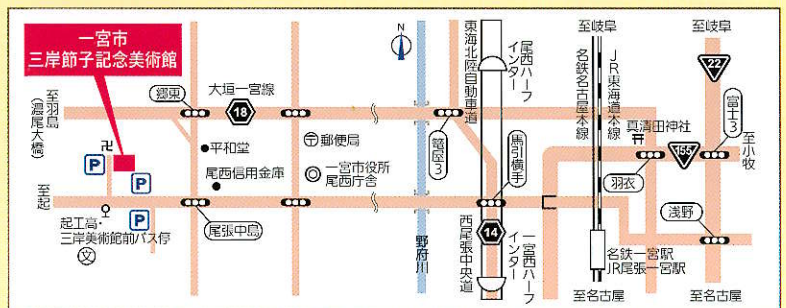 一宮市
三岸節子記念美術館
至羽島
(濃尾大橋)
郷東
大垣一宮線
18
N
東海北陸自動車道
尾西ハーフ
インター
至岐阜
名鉄名古屋本線
JR東海道本線
至岐阜
22
卍
P
P
P
平和堂
尾西信用金庫
〒郵便局
◎一宮市役所
尾西庁舎
篭屋3
馬引横手
真清田神社
155
富士3
至小牧
羽衣
至起
起工高・
三岸美術館前バス停
文
尾張中島
野府川
西尾張中央道
14
一宮西ハーフ
インター
名鉄一宮駅
JR尾張一宮駅
浅野
至名古屋
至名古屋